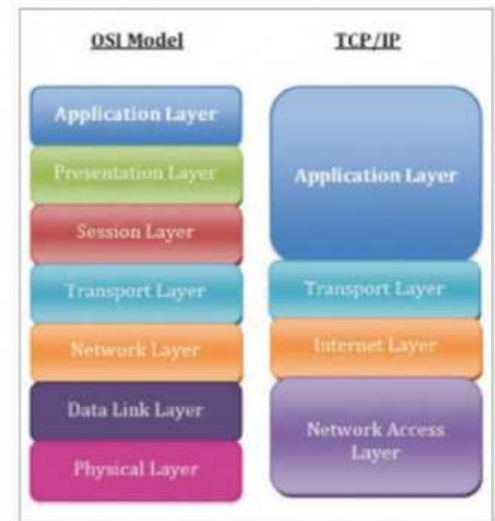 OSI Model
TCP/IP
Application Layer
Presentation Layer
Session Layer
Transport Layer
Network Layer
Data Link Layer
Physical Layer
Application Layer
Transport Layer
Internet Layer
Network Access
Layer